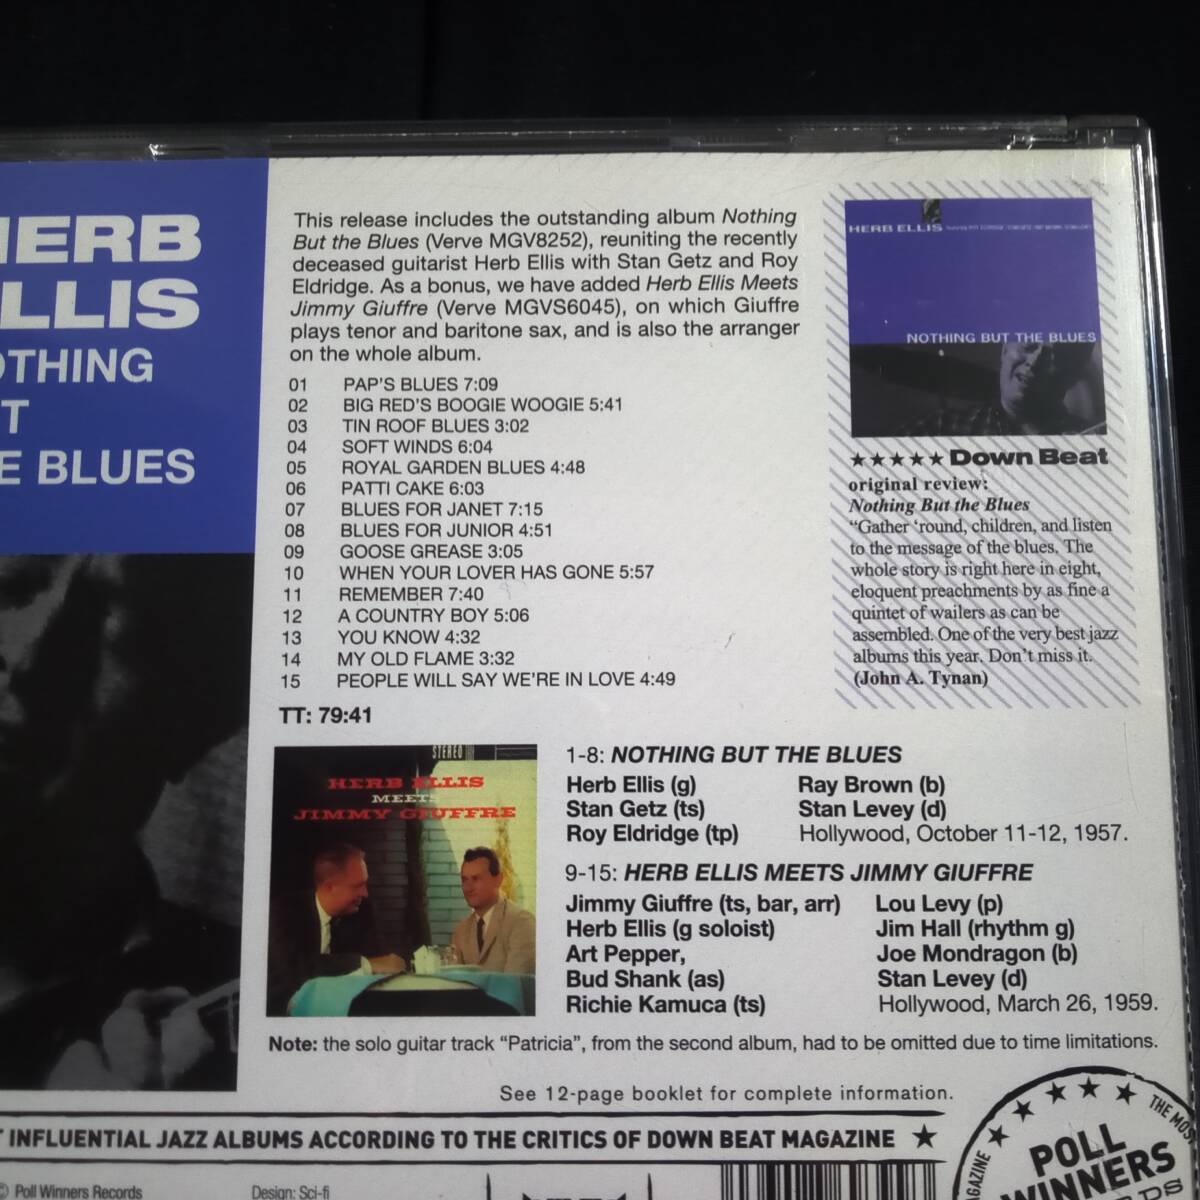 HERB
ELLIS
NOTHING
BUT
THE BLUES
This release includes the outstanding album Nothing
But the Blues (Verve MGV8252), reuniting the recently
deceased guitarist Herb Ellis with Stan Getz and Roy
Eldridge. As a bonus, we have added Herb Ellis Meets
Jimmy Giuffre (Verve MGVS6045), on which Giuffre
plays tenor and baritone sax, and is also the arranger
on the whole album.
01 PAP'S BLUES 7:09
02 BIG RED'S BOOGIE WOOGIE 5:41
03 TIN ROOF BLUES 3:02
04 SOFT WINDS 6:04
05 ROYAL GARDEN BLUES 4:48
06 PATTI CAKE 6:03
07 BLUES FOR JANET 7:15
08 BLUES FOR JUNIOR 4:51
09 GOOSE GREASE 3:05
10 WHEN YOUR LOVER HAS GONE 5:57
11 REMEMBER 7:40
12 A COUNTRY BOY 5:06
13 YOU KNOW 4:32
14 MY OLD FLAME 3:32
15 PEOPLE WILL SAY WE'RE IN LOVE 4:49
TT: 79:41
HERB ELLIS
NOTHING BUT THE BLUES
★★★★★ Down Beat
original review:
Nothing But the Blues
"Gather 'round, children, and listen
to the message of the blues. The
whole story is right here in eight,
eloquent preachments by as fine a
quintet of wailers as can be
assembled. One of the very best jazz
albums this year. Don't miss it.
(John A. Tynan)
STEREO
HERB ELLIS
MEETS
JIMMY GIUFFRE
1-8: NOTHING BUT THE BLUES
Herb Ellis (g) Ray Brown (b)
Stan Getz (ts) Stan Levey (d)
Roy Eldridge (tp) Hollywood, October 11-12, 1957.
9-15: HERB ELLIS MEETS JIMMY GIUFFRE
Jimmy Giuffre (ts, bar, arr) Lou Levy (p)
Herb Ellis (g soloist) Jim Hall (rhythm g)
Art Pepper, Joe Mondragon (b)
Bud Shank (as) Stan Levey (d)
Richie Kamuca (ts) Hollywood, March 26, 1959.
Note: the solo guitar track "Patricia", from the second album, had to be omitted due to time limitations.
See 12-page booklet for complete information.
T INFLUENTIAL JAZZ ALBUMS ACCORDING TO THE CRITICS OF DOWN BEAT MAGAZINE ★
© Poll Winners Records Design: Sci-fi
THE MOS
POLL
WINNERS
AGAZINE